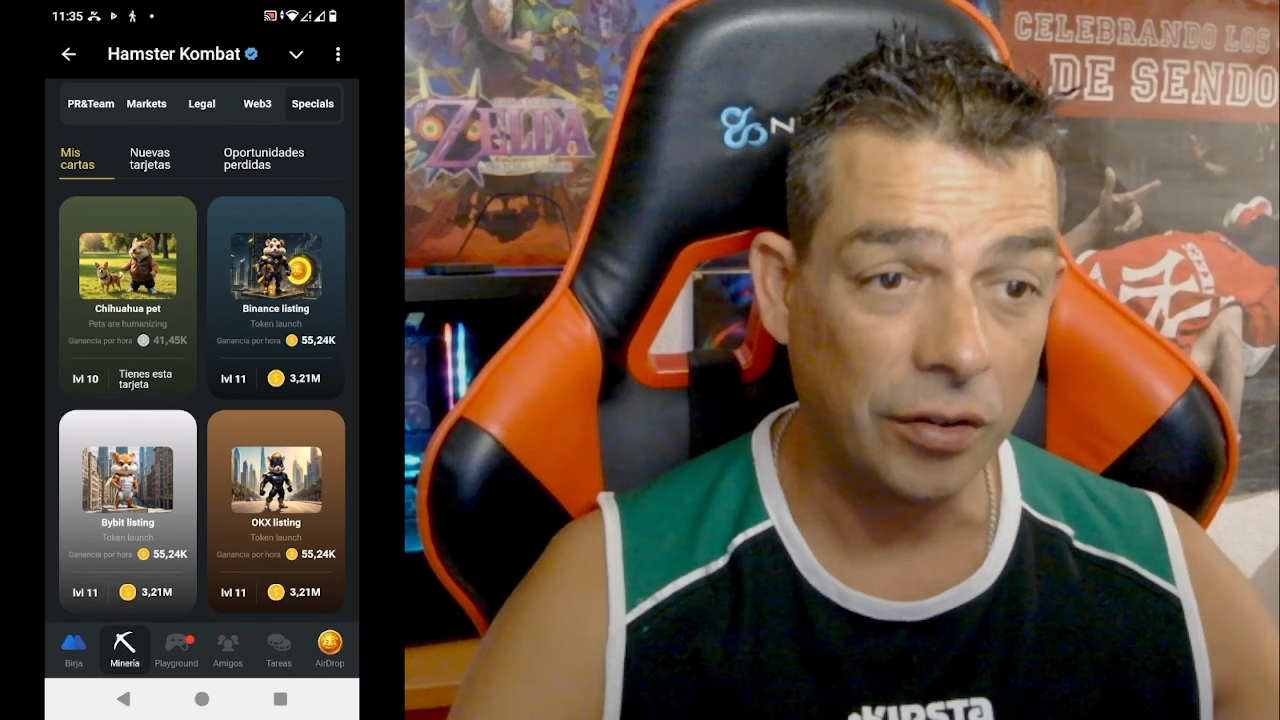 11:35
Hamster Kombat
PR&Team Markets Legal Web3 Specials
Mis cartas
Nuevas tarjetas
Oportunidades perdidas
Chihuahua pet
Pets are humanizing
Ganancia por hora 41,45K
lvl 10 Tienes esta tarjeta
Binance listing
Token launch
Ganancia por hora 55,24K
lvl 11 3,21M
Bybit listing
Token launch
Ganancia por hora 55,24K
lvl 11 3,21M
OKX listing
Token launch
Ganancia por hora 55,24K
lvl 11 3,21M
Birja Minería Playground Amigos Tareas AirDrop
ZELDA
CELEBRANDO LOS
DE SENDO
KIPSTA